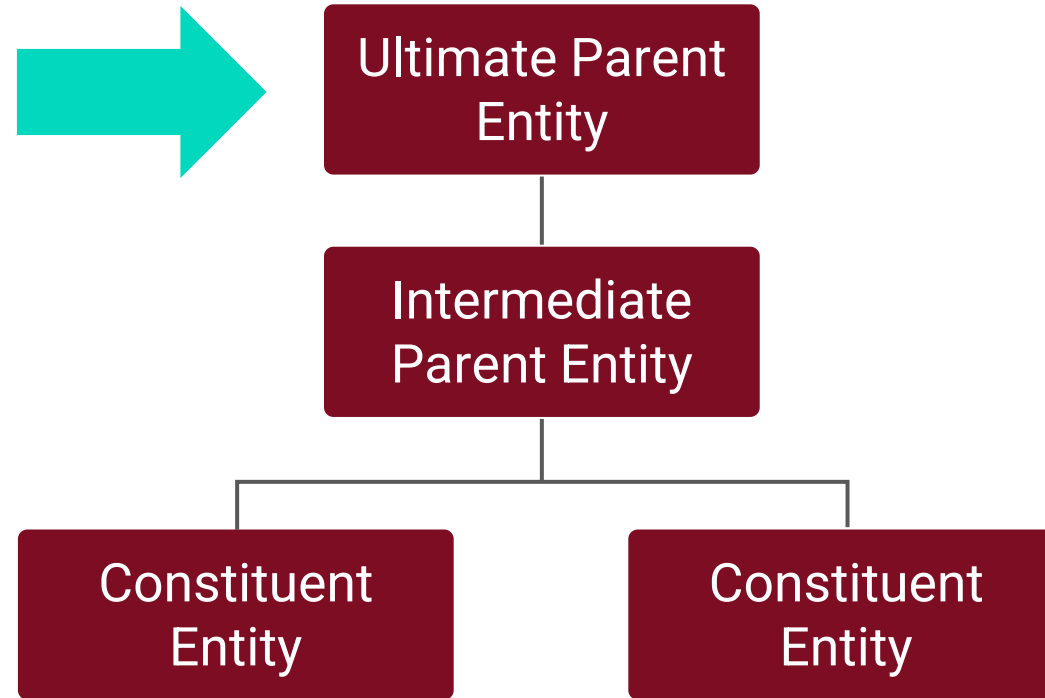 Ultimate Parent
Entity
Intermediate
Parent Entity
Constituent
Entity
Constituent
Entity